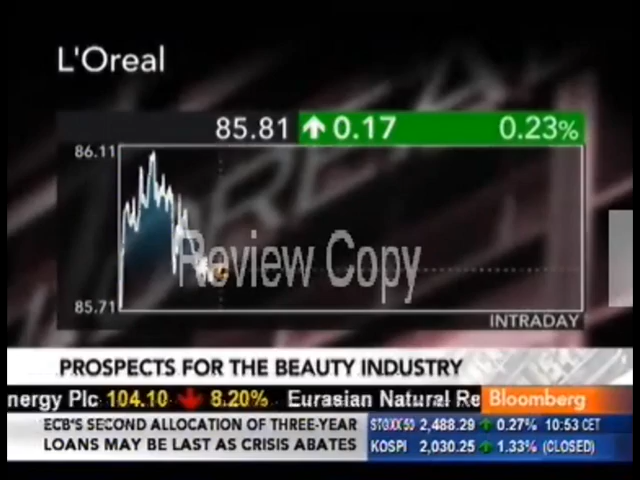 L'Oreal
85.81 0.17 0.23%
86.11
Review Copy
85.71
INTRADAY
PROSPECTS FOR THE BEAUTY INDUSTRY
nergy Plc 104.10 8.20% Eurasian Natural Re Bloomberg
ECB'S SECOND ALLOCATION OF THREE-YEAR
LOANS MAY BE LAST AS CRISIS ABATES
STOXX50 2,488.29 0.27% 10:53 CET
KOSPI 2,030.25 1.33% (CLOSED)